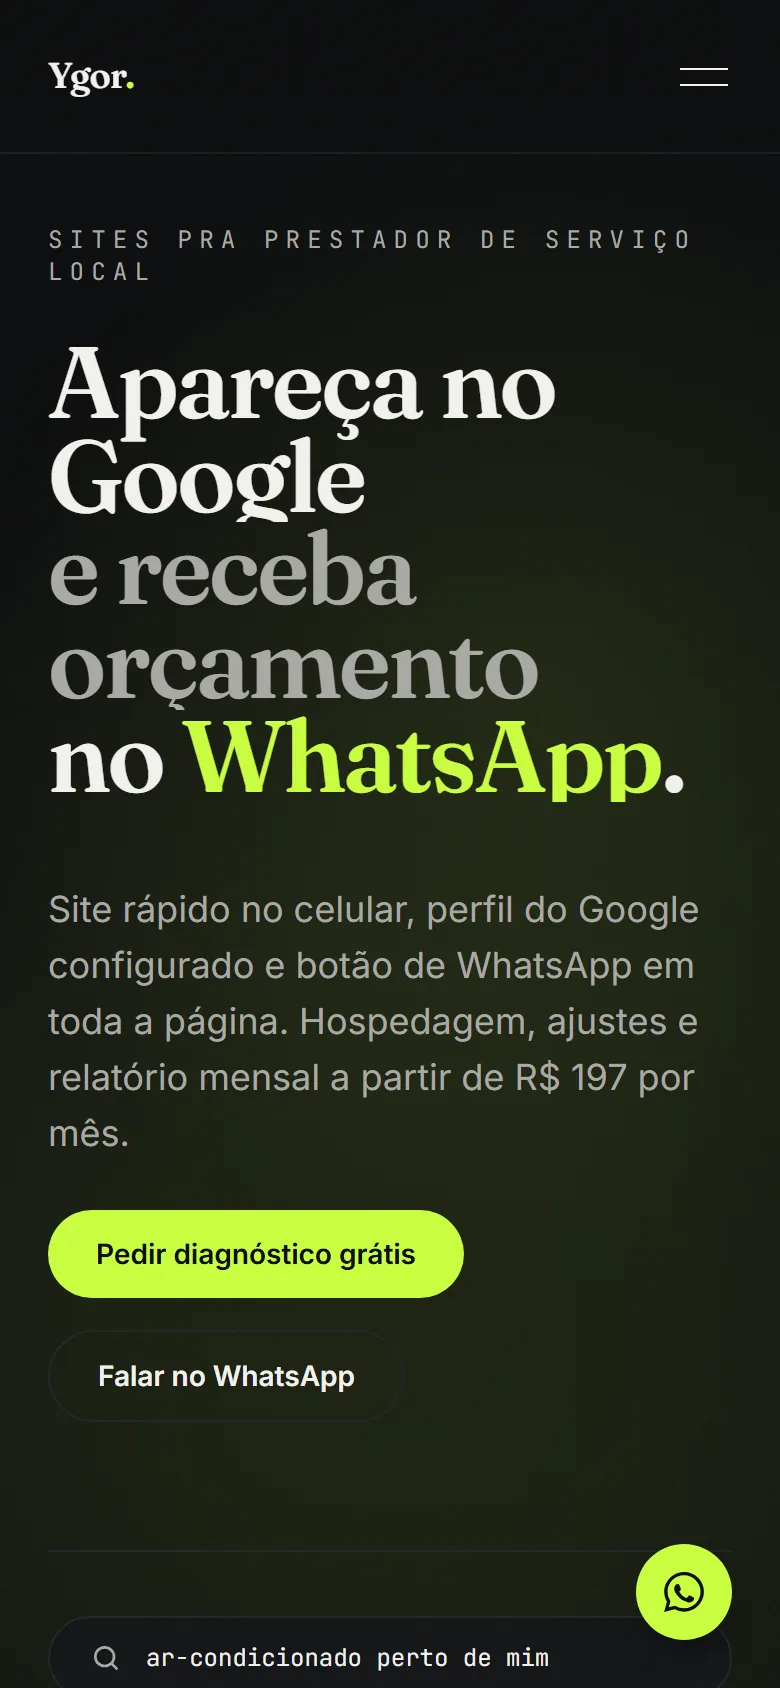 Ygor.
SITES PRA PRESTADOR DE SERVIÇO
LOCAL
Apareça no
Google
e receba
orçamento
no WhatsApp.
Site rápido no celular, perfil do Google
configurado e botão de WhatsApp em
toda a página. Hospedagem, ajustes e
relatório mensal a partir de R$ 197 por
mês.
Pedir diagnóstico grátis
Falar no WhatsApp
ar-condicionado perto de mim